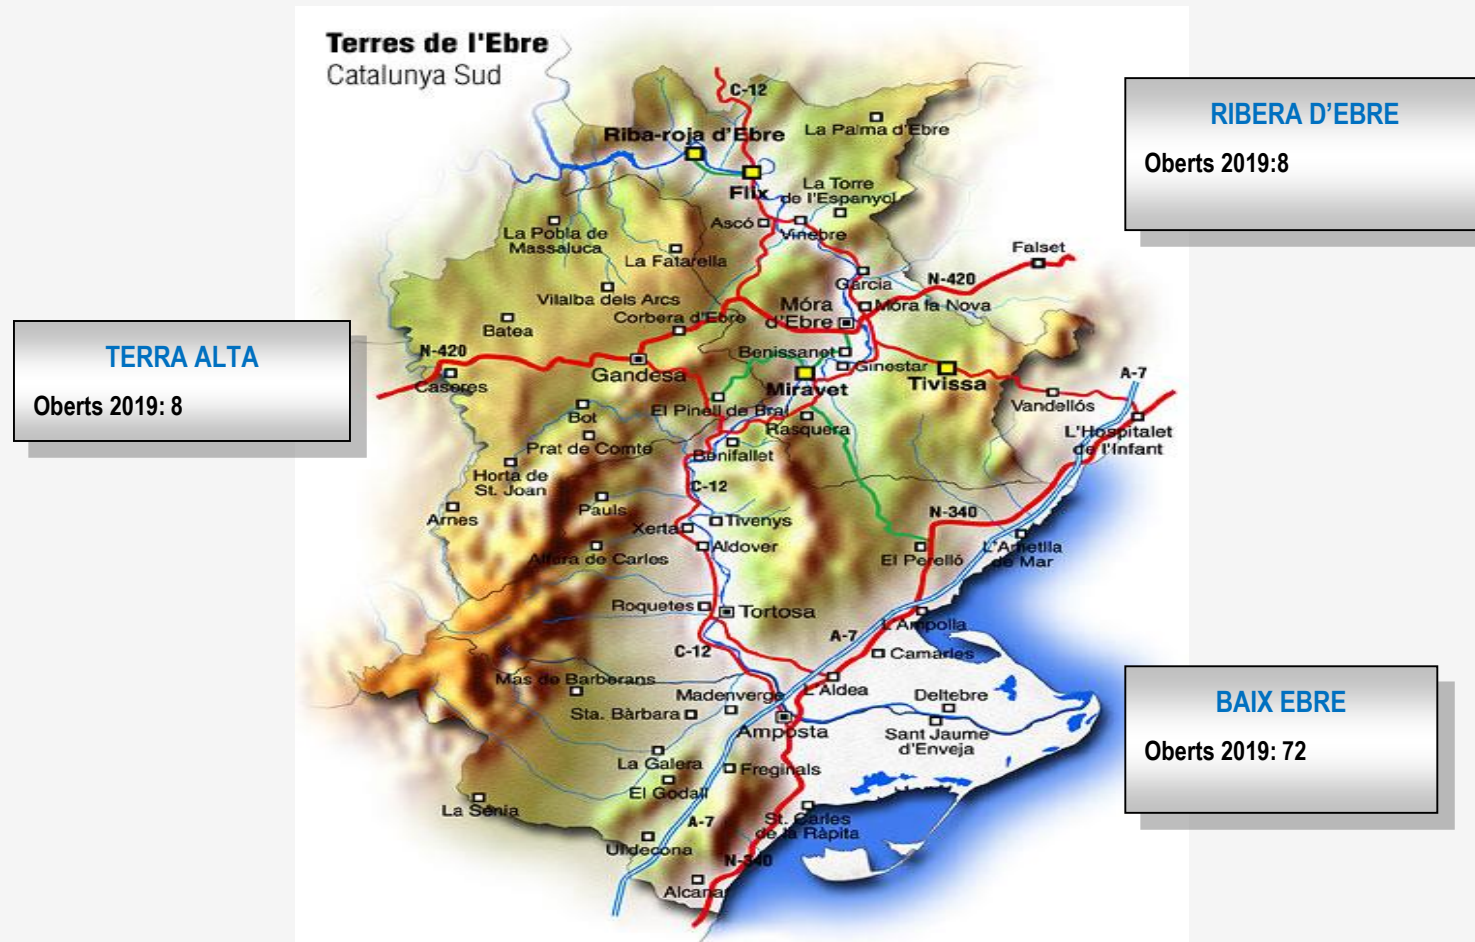 Terres de l'Ebre
Catalunya Sud
C-12
La Palma d'Ebre
Riba-roja d'Ebre
Flix
La Torre
de l'Espanyol
Ascó
Vinebre
La Pobla de
Massaluca
La Fatarella
Falset
N-420
Garcia
Vilalba dels Arcs
Móra
d'Ebre
Móra la Nova
Corbera d'Ebre
Batea
N-420
Caseres
Gandesa
Benissanet
Ginestar
Miravet
Tivissa
A-7
Vandellós
El Pinell de Brai
Bot
Rasquera
L'Hospitalet
de l'Infant
Prat de Comte
Benifallet
Horta de
St. Joan
C-12
Arnes
Pauls
Xerta
Tivenys
N-340
Aldover
Alfara de Carles
El Perelló
L'Ametlla
de Mar
Roquetes
Tortosa
L'Ampolla
A-7
C-12
Camarles
Mas de Barberans
L'Aldea
Madenverge
Deltebre
Sta. Bàrbara
Amposta
Sant Jaume
d'Enveja
La Galera
Freginals
El Godall
La Sénia
A-7
St. Carles
de la Ràpita
Ulldecona
N-340
Alcanar
RIBERA D'EBRE
Oberts 2019:8
TERRA ALTA
Oberts 2019: 8
BAIX EBRE
Oberts 2019: 72